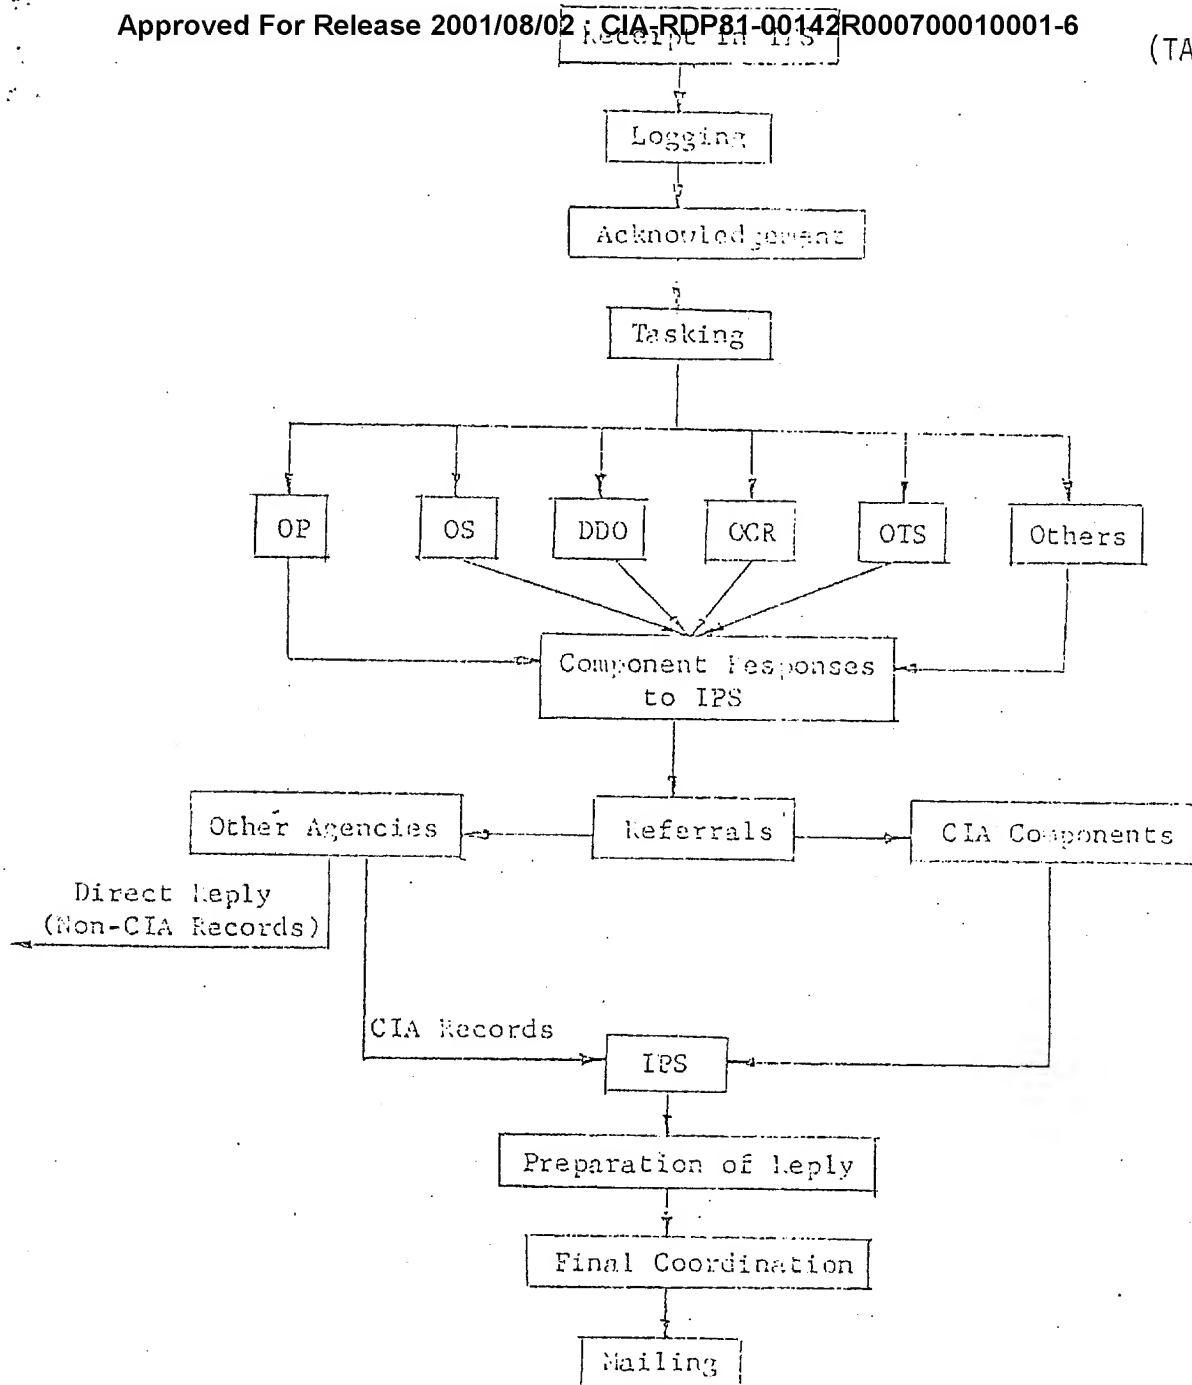 Approved For Release 2001/08/02 : CIA-RDP81-00142R000700010001-6
(TA
Receipt in IPS
Logging
Acknowledgement
Tasking
OP
OS
DDO
OCR
OTS
Others
Component Responses
to IPS
Other Agencies
Referrals
CIA Components
Direct Reply
(Non-CIA Records)
CIA Records
IPS
Preparation of Reply
Final Coordination
Mailing